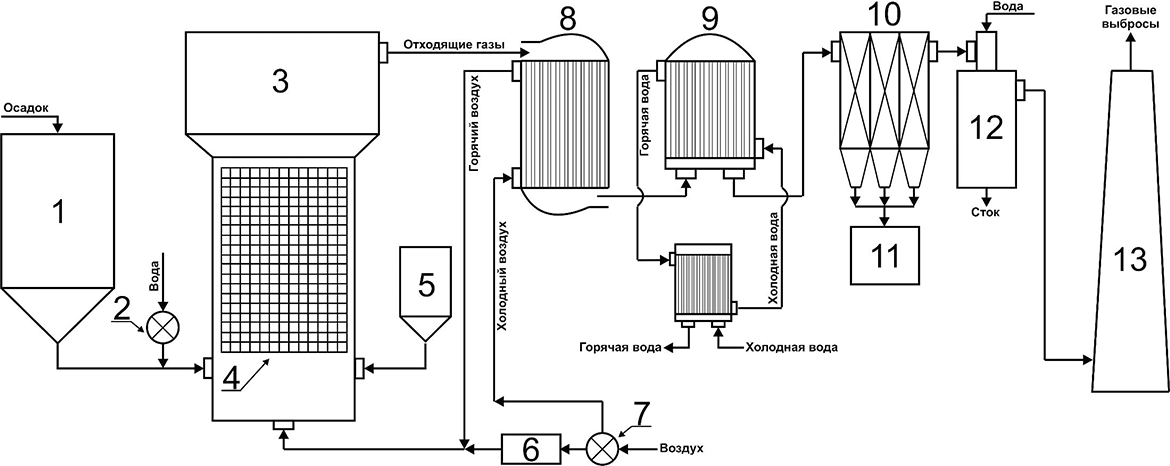 8
9
10
Вода
Газовые
выбросы
Отходящие газы
3
Осадок
Горячий воздух
Горячая вода
12
1
Сток
Холодный воздух
Холодная вода
11
13
Вода
2
5
4
Горячая вода
Холодная вода
7
6
Воздух